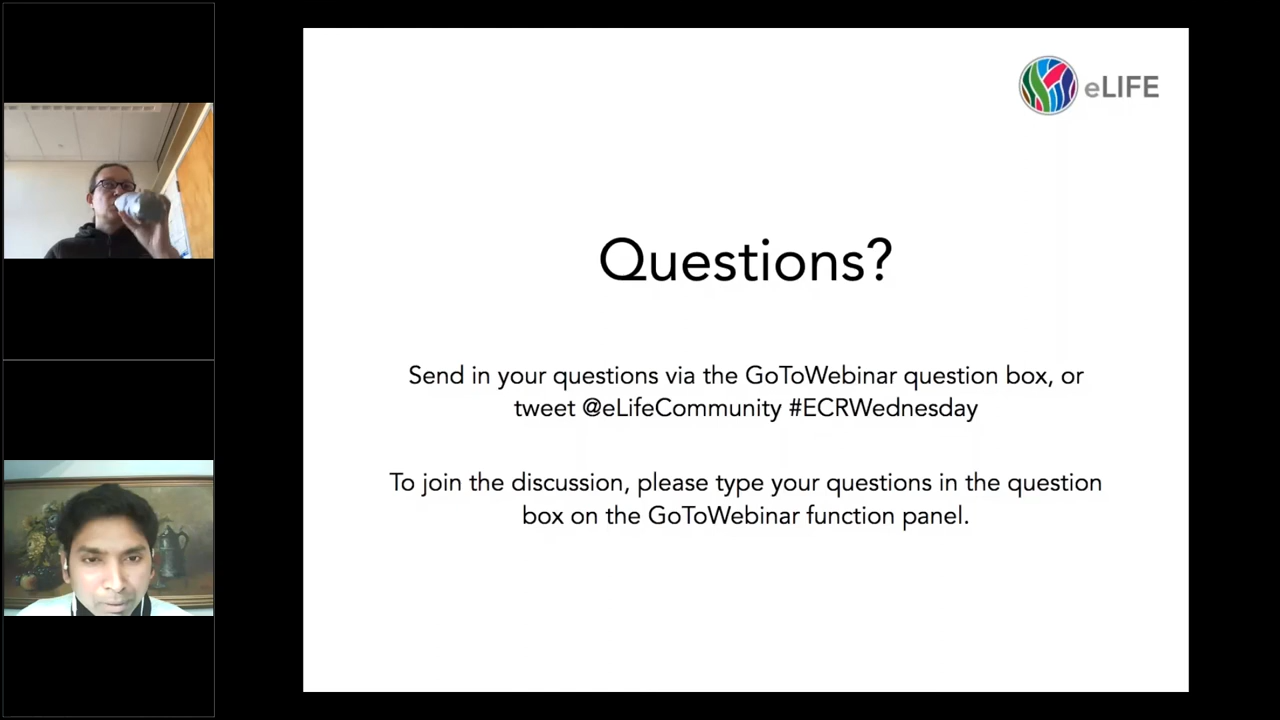 eLIFE
Questions?
Send in your questions via the GoToWebinar question box, or
tweet @eLifeCommunity #ECRWednesday
To join the discussion, please type your questions in the question
box on the GoToWebinar function panel.